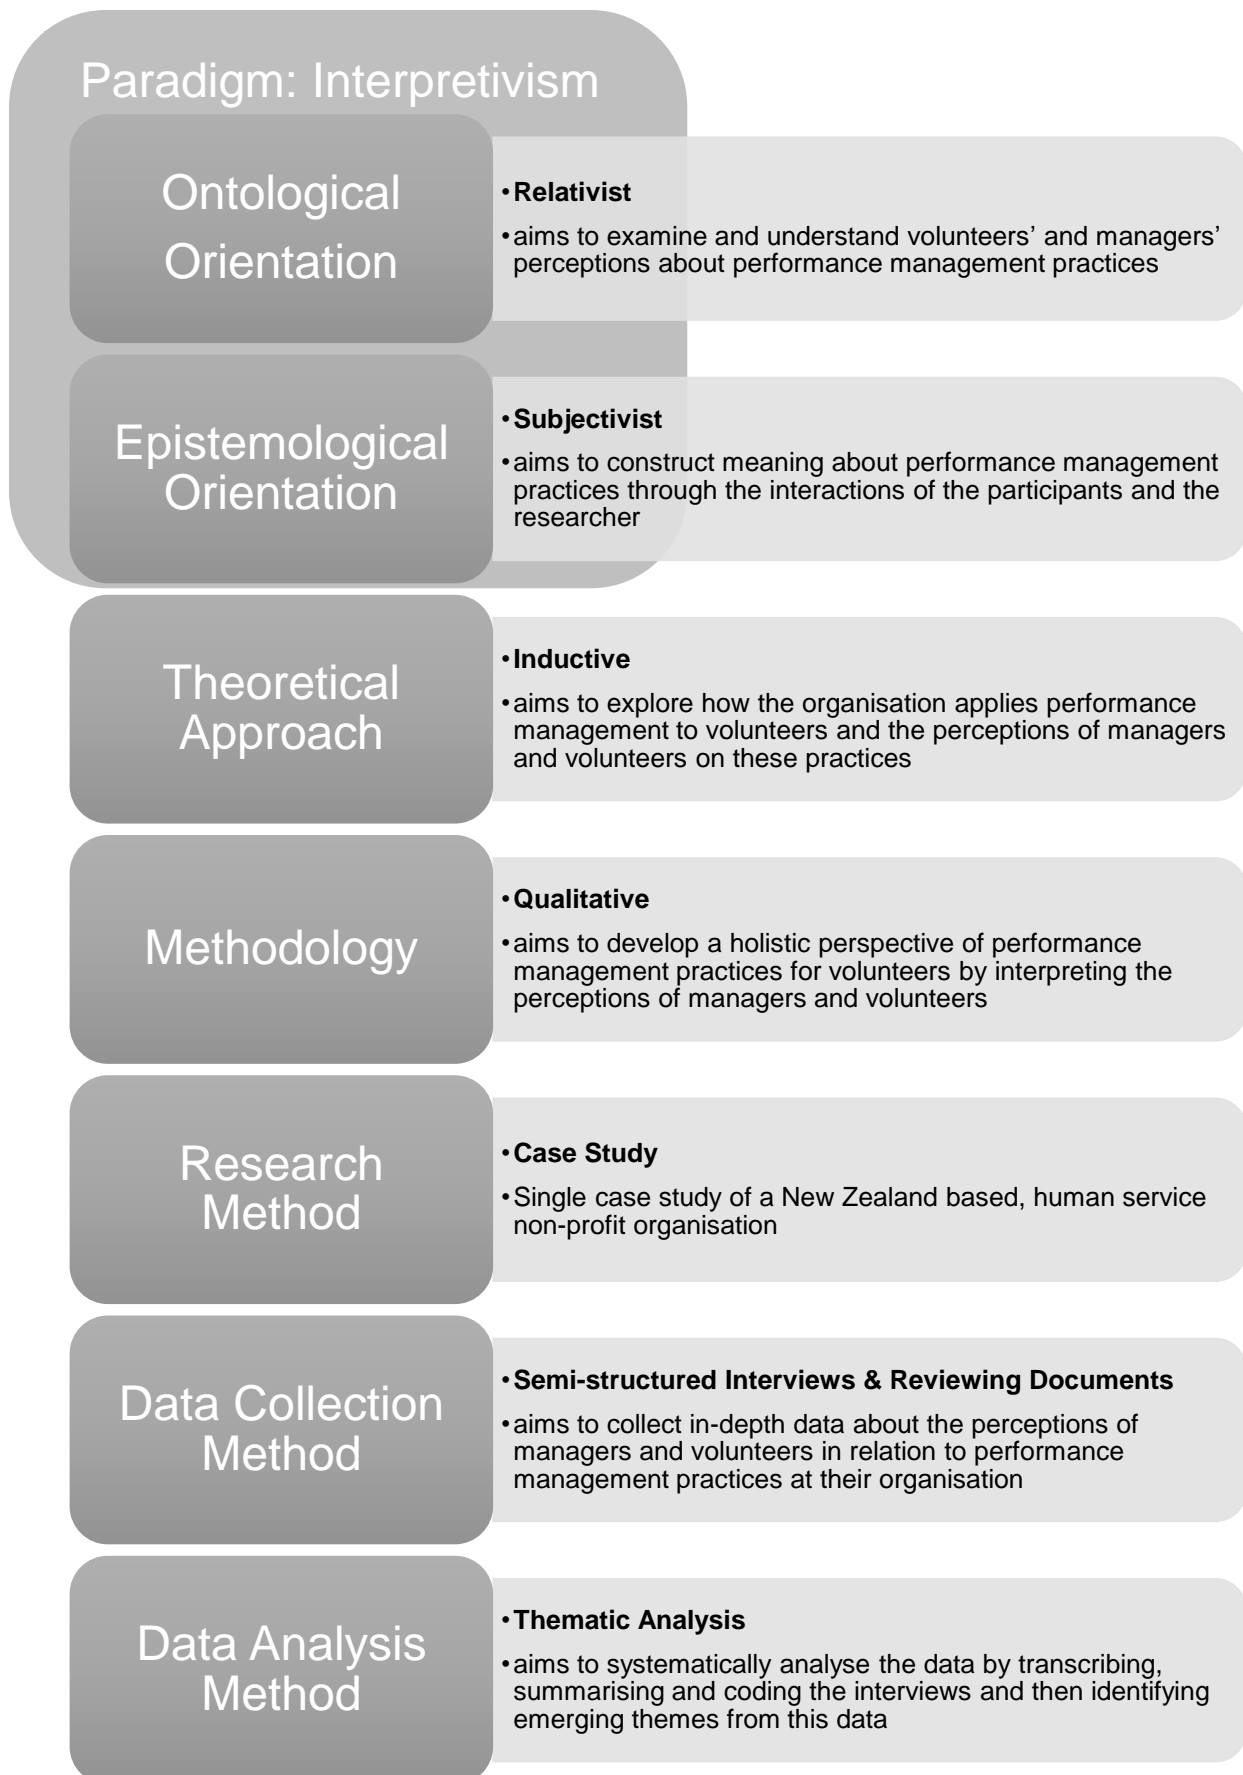 Paradigm: Interpretivism
Ontological
Orientation
•Relativist
•aims to examine and understand volunteers’ and managers’
perceptions about performance management practices
Epistemological
Orientation
•Subjectivist
•aims to construct meaning about performance management
practices through the interactions of the participants and the
researcher
Theoretical
Approach
•Inductive
•aims to explore how the organisation applies performance
management to volunteers and the perceptions of managers
and volunteers on these practices
Methodology
•Qualitative
•aims to develop a holistic perspective of performance
management practices for volunteers by interpreting the
perceptions of managers and volunteers
Research
Method
•Case Study
•Single case study of a New Zealand based, human service
non-profit organisation
Data Collection
Method
•Semi-structured Interviews & Reviewing Documents
•aims to collect in-depth data about the perceptions of
managers and volunteers in relation to performance
management practices at their organisation
Data Analysis
Method
•Thematic Analysis
•aims to systematically analyse the data by transcribing,
summarising and coding the interviews and then identifying
emerging themes from this data